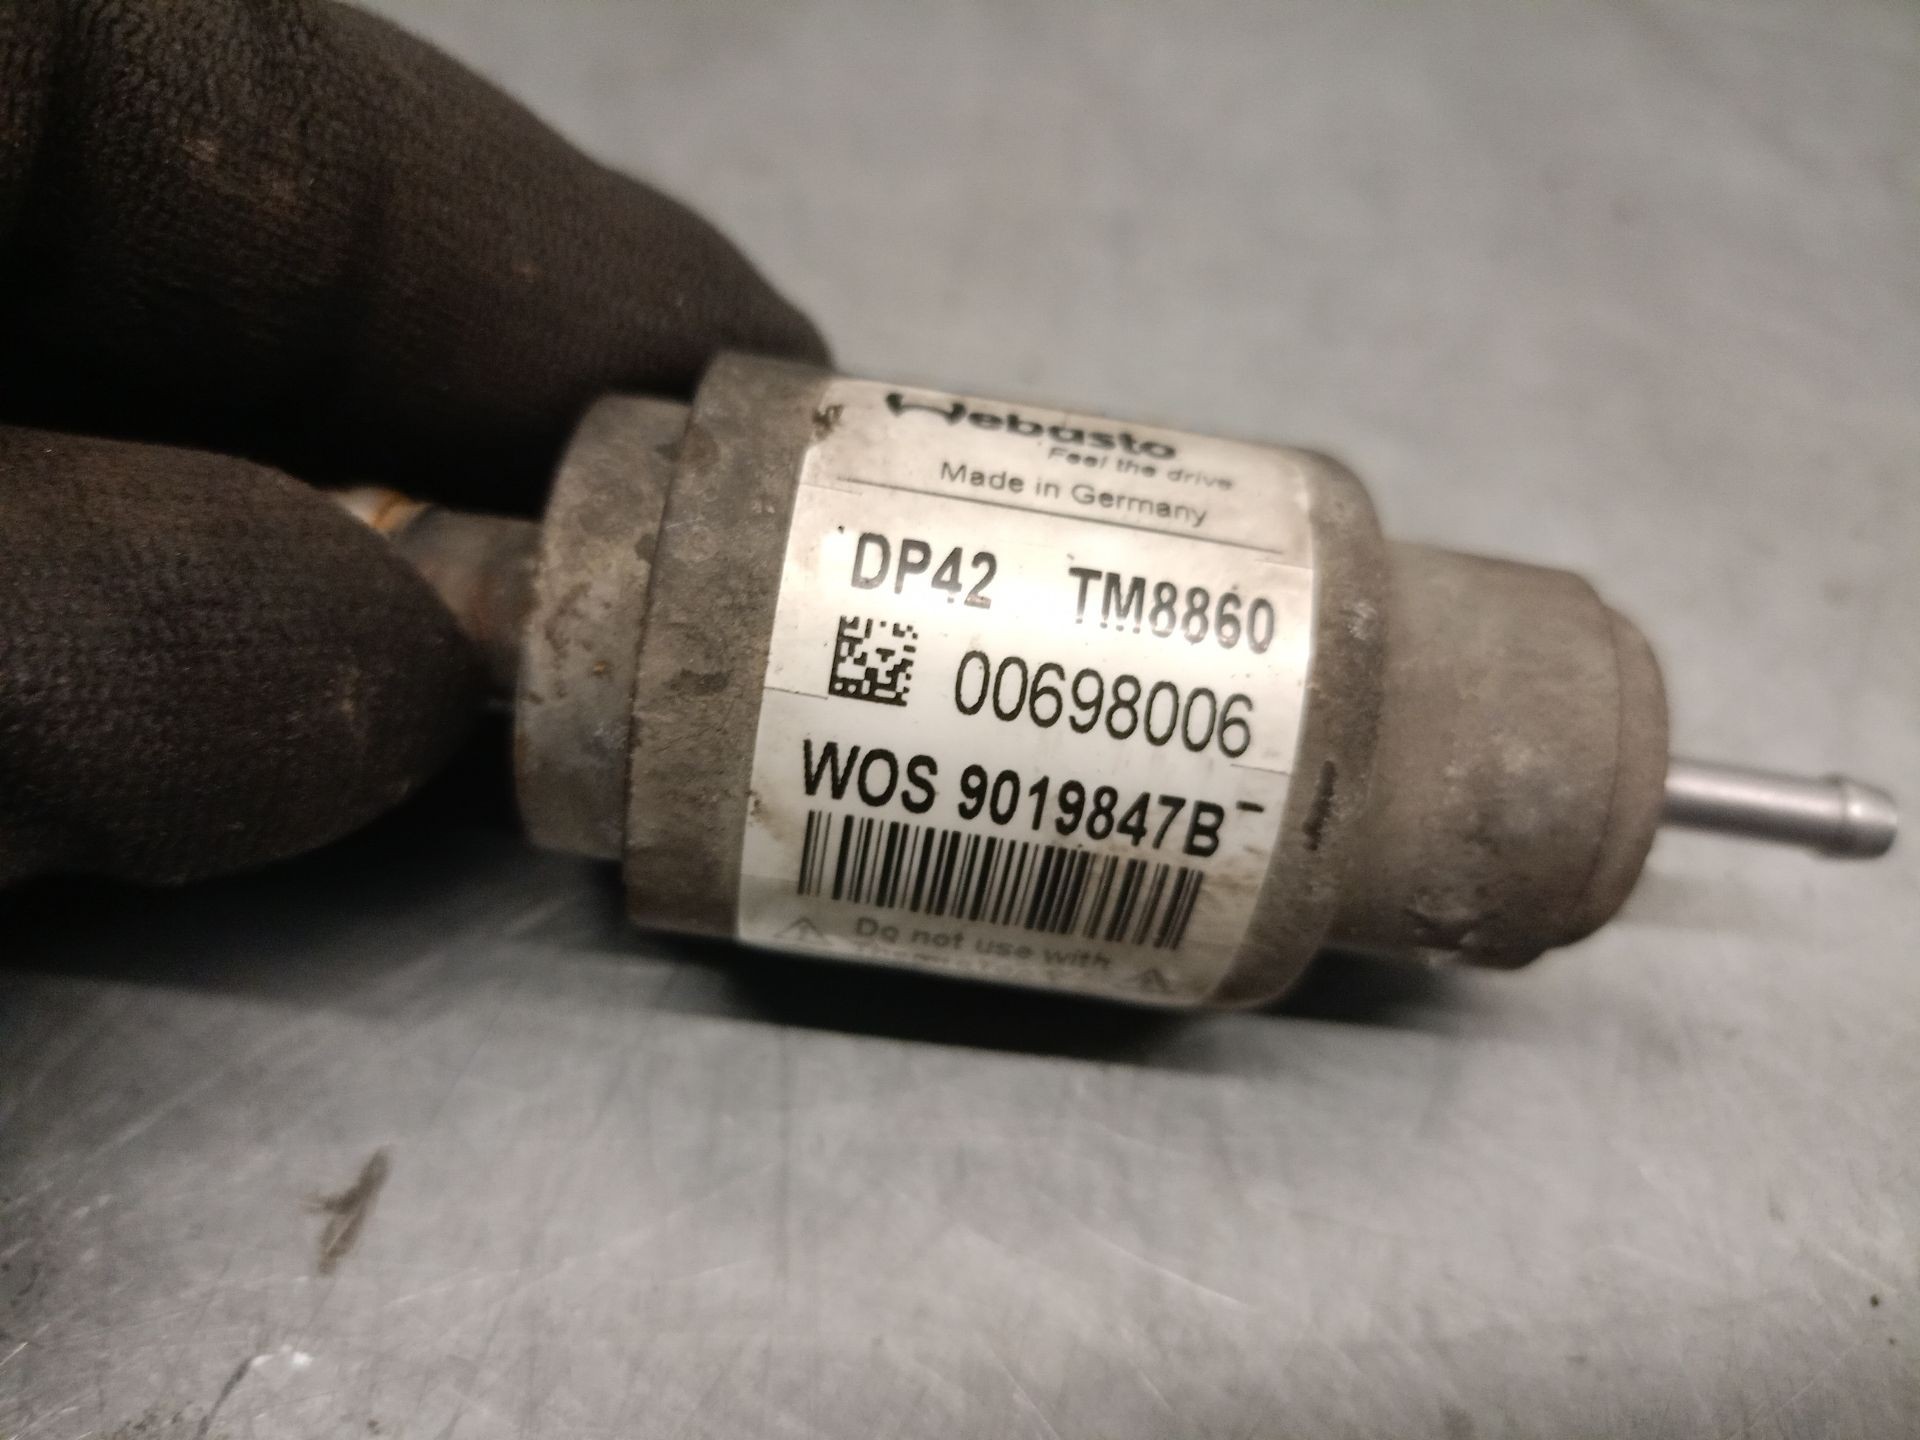 Webasto
Feel the drive
Made in Germany
DP42 TM8860
00698006
WOS 9019847B
Do not use with